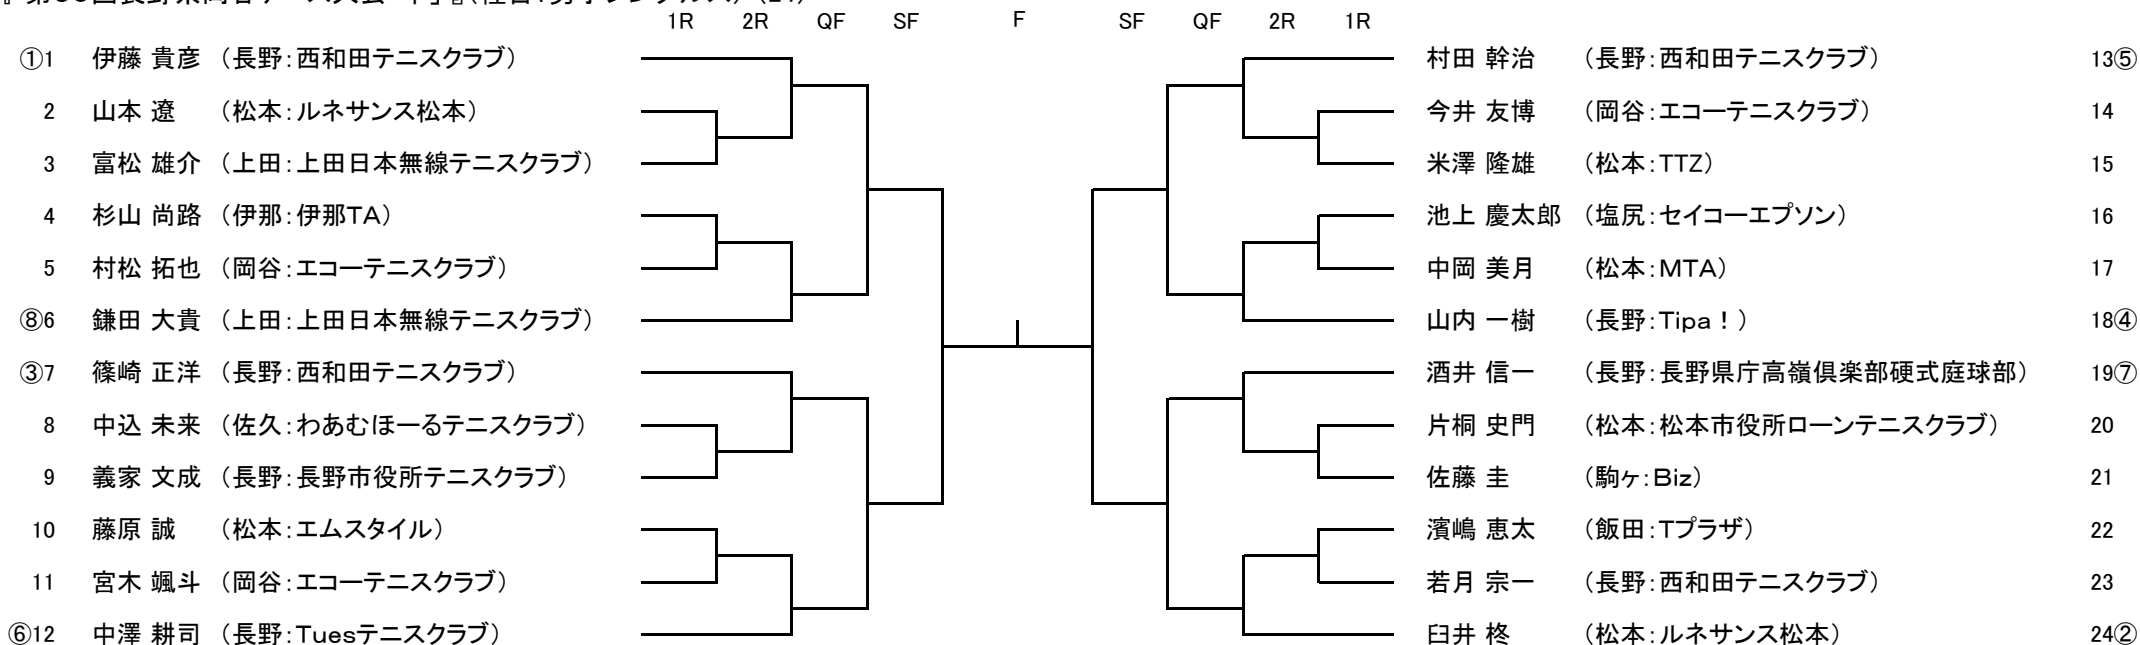 1R 2R QF SF F SF QF 2R 1R
①1 伊藤 貴彦 （長野：西和田テニスクラブ） 村田 幹治 （長野：西和田テニスクラブ） 13⑤
2 山本 遼 （松本：ルネサンス松本） 今井 友博 （岡谷：エコーテニスクラブ） 14
3 富松 雄介 （上田：上田日本無線テニスクラブ） 米澤 隆雄 （松本：TTZ） 15
4 杉山 尚路 （伊那：伊那TA） 池上 慶太郎 （塩尻：セイコーエプソン） 16
5 村松 拓也 （岡谷：エコーテニスクラブ） 中岡 美月 （松本：MTA） 17
⑧6 鎌田 大貴 （上田：上田日本無線テニスクラブ） 山内 一樹 （長野：Tipa！） 18④
③7 篠崎 正洋 （長野：西和田テニスクラブ） 酒井 信一 （長野：長野県庁高嶺倶楽部硬式庭球部） 19⑦
8 中込 未来 （佐久：わあむほーるテニスクラブ） 片桐 史門 （松本：松本市役所ローンテニスクラブ） 20
9 義家 文成 （長野：長野市役所テニスクラブ） 佐藤 圭 （駒ヶ：Biz） 21
10 藤原 誠 （松本：エムスタイル） 濱嶋 恵太 （飯田：Tプラザ） 22
11 宮木 颯斗 （岡谷：エコーテニスクラブ） 若月 宗一 （長野：西和田テニスクラブ） 23
⑥12 中澤 耕司 （長野：Tuesテニスクラブ） 臼井 柊 （松本：ルネサンス松本） 24②